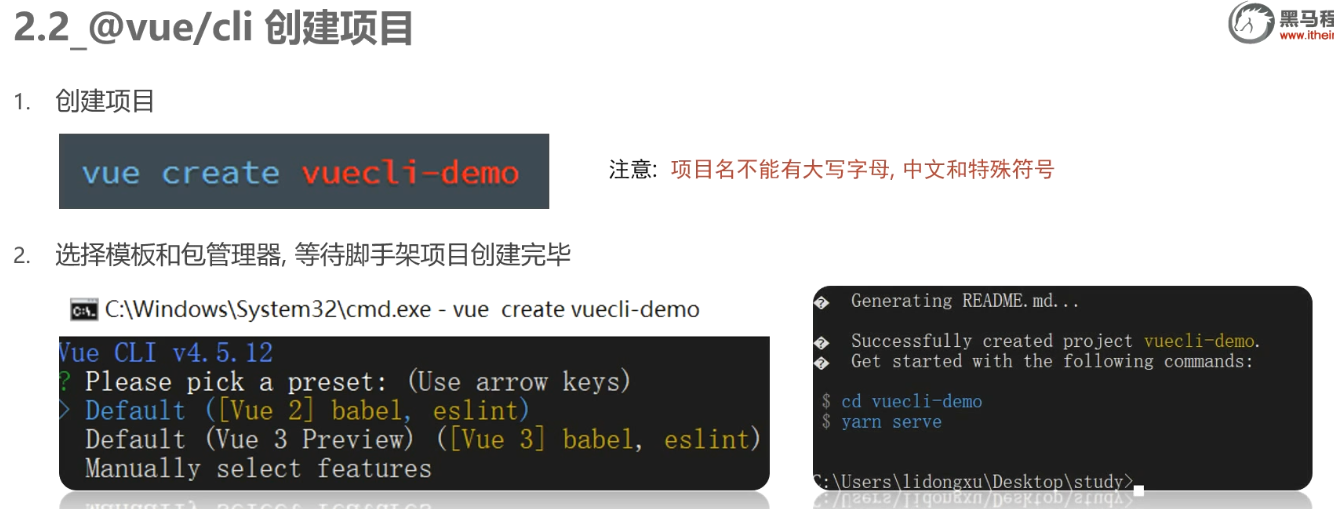 2.2_@vue/cli 创建项目
黑马程
www.itheir
1. 创建项目
vue create vuecli-demo
注意: 项目名不能有大写字母, 中文和特殊符号
2. 选择模板和包管理器, 等待脚手架项目创建完毕
C:\Windows\System32\cmd.exe - vue create vuecli-demo
Vue CLI v4.5.12
? Please pick a preset: (Use arrow keys)
> Default ([Vue 2] babel, eslint)
Default (Vue 3 Preview) ([Vue 3] babel, eslint)
Manually select features
� Generating README.md...
� Successfully created project vuecli-demo.
� Get started with the following commands:
$ cd vuecli-demo
$ yarn serve
C:\Users\lidongxu\Desktop\study>